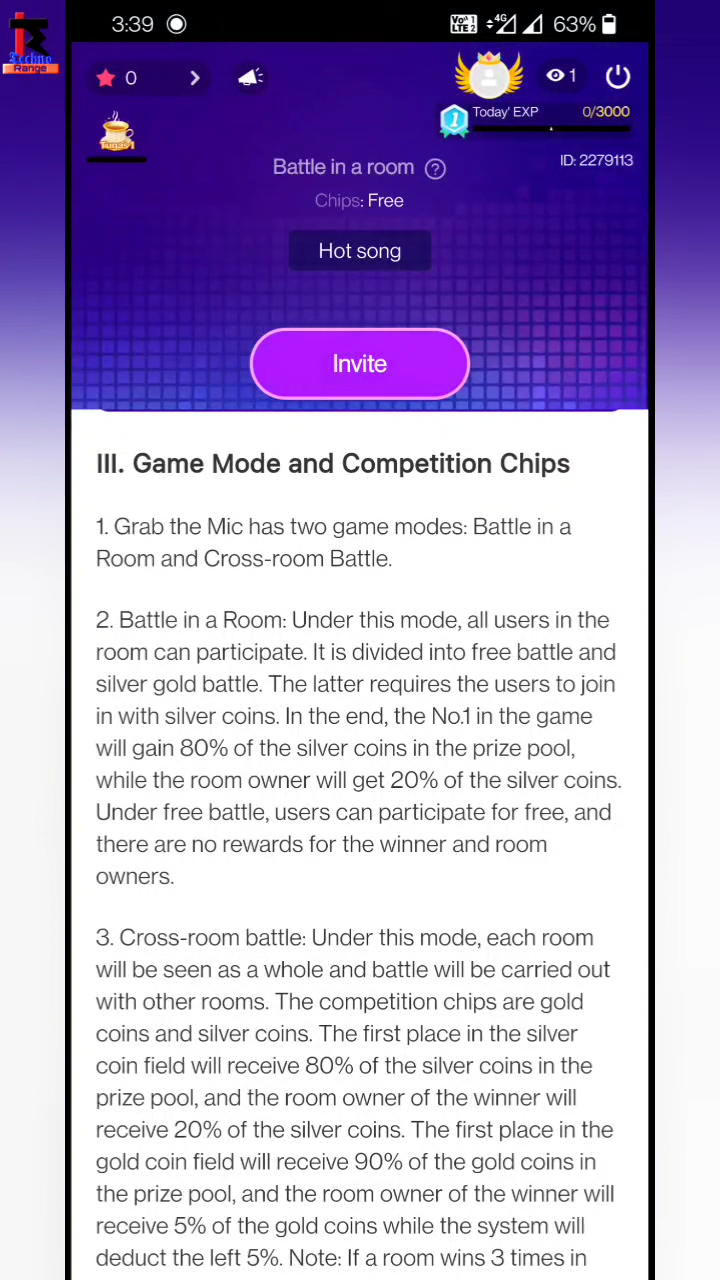 3:39
Vo 1
LTE 2
4G
63%
Techno
Range
0
1
Today' EXP
0/3000
1
Tugas1
Battle in a room ?
ID: 2279113
Chips: Free
Hot song
Invite
III. Game Mode and Competition Chips
1. Grab the Mic has two game modes: Battle in a
Room and Cross-room Battle.
2. Battle in a Room: Under this mode, all users in the
room can participate. It is divided into free battle and
silver gold battle. The latter requires the users to join
in with silver coins. In the end, the No.1 in the game
will gain 80% of the silver coins in the prize pool,
while the room owner will get 20% of the silver coins.
Under free battle, users can participate for free, and
there are no rewards for the winner and room
owners.
3. Cross-room battle: Under this mode, each room
will be seen as a whole and battle will be carried out
with other rooms. The competition chips are gold
coins and silver coins. The first place in the silver
coin field will receive 80% of the silver coins in the
prize pool, and the room owner of the winner will
receive 20% of the silver coins. The first place in the
gold coin field will receive 90% of the gold coins in
the prize pool, and the room owner of the winner will
receive 5% of the gold coins while the system will
deduct the left 5%. Note: If a room wins 3 times in